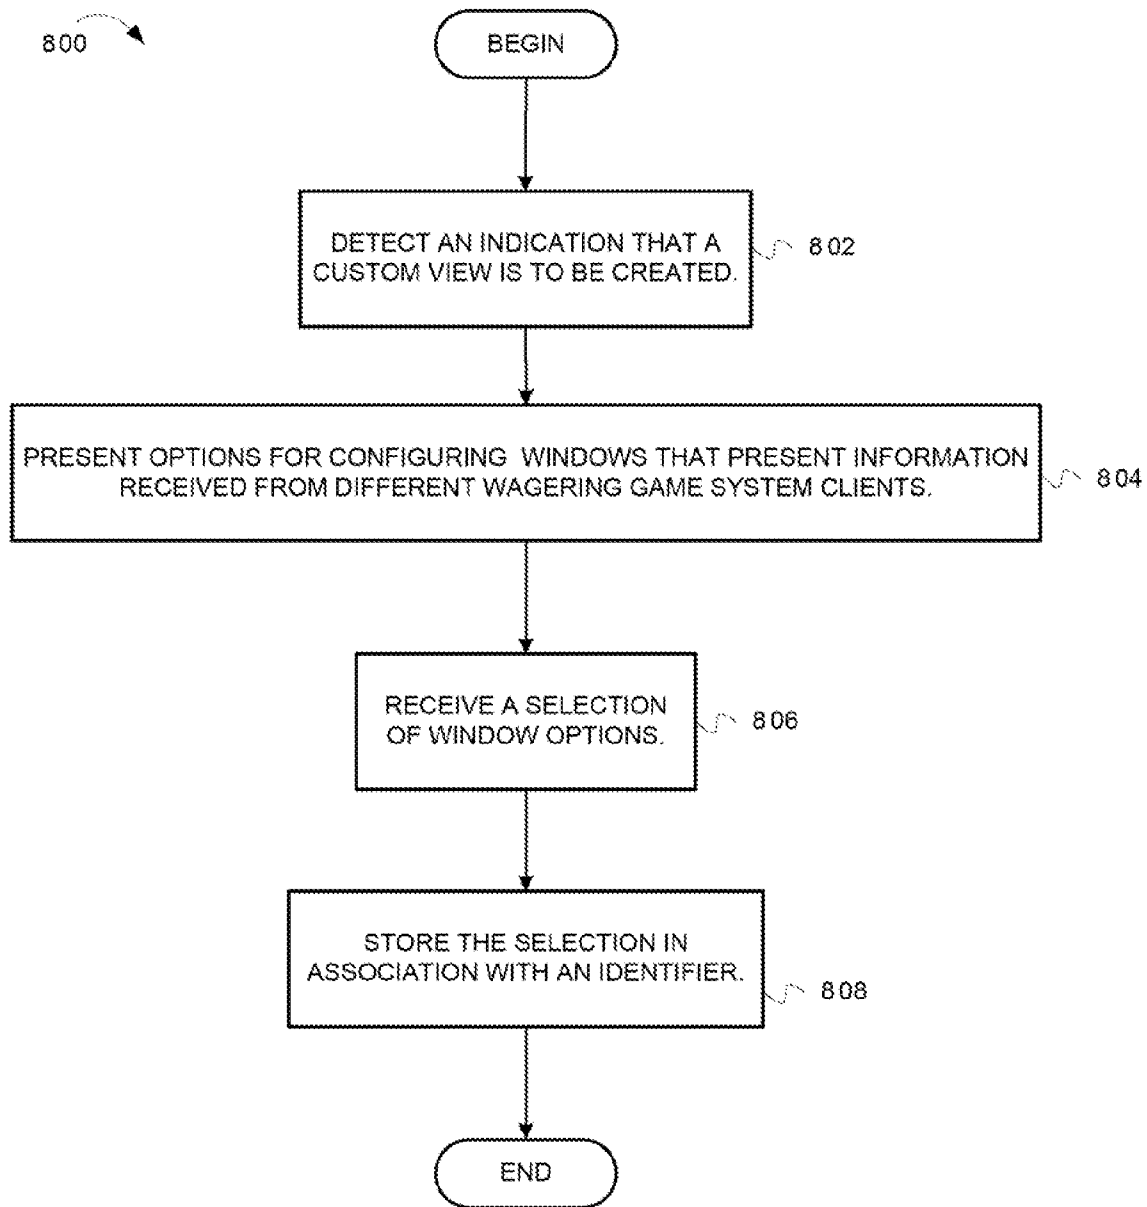 800
BEGIN
DETECT AN INDICATION THAT A
CUSTOM VIEW IS TO BE CREATED.
802
PRESENT OPTIONS FOR CONFIGURING WINDOWS THAT PRESENT INFORMATION
RECEIVED FROM DIFFERENT WAGERING GAME SYSTEM CLIENTS.
804
RECEIVE A SELECTION
OF WINDOW OPTIONS.
806
STORE THE SELECTION IN
ASSOCIATION WITH AN IDENTIFIER.
808
END